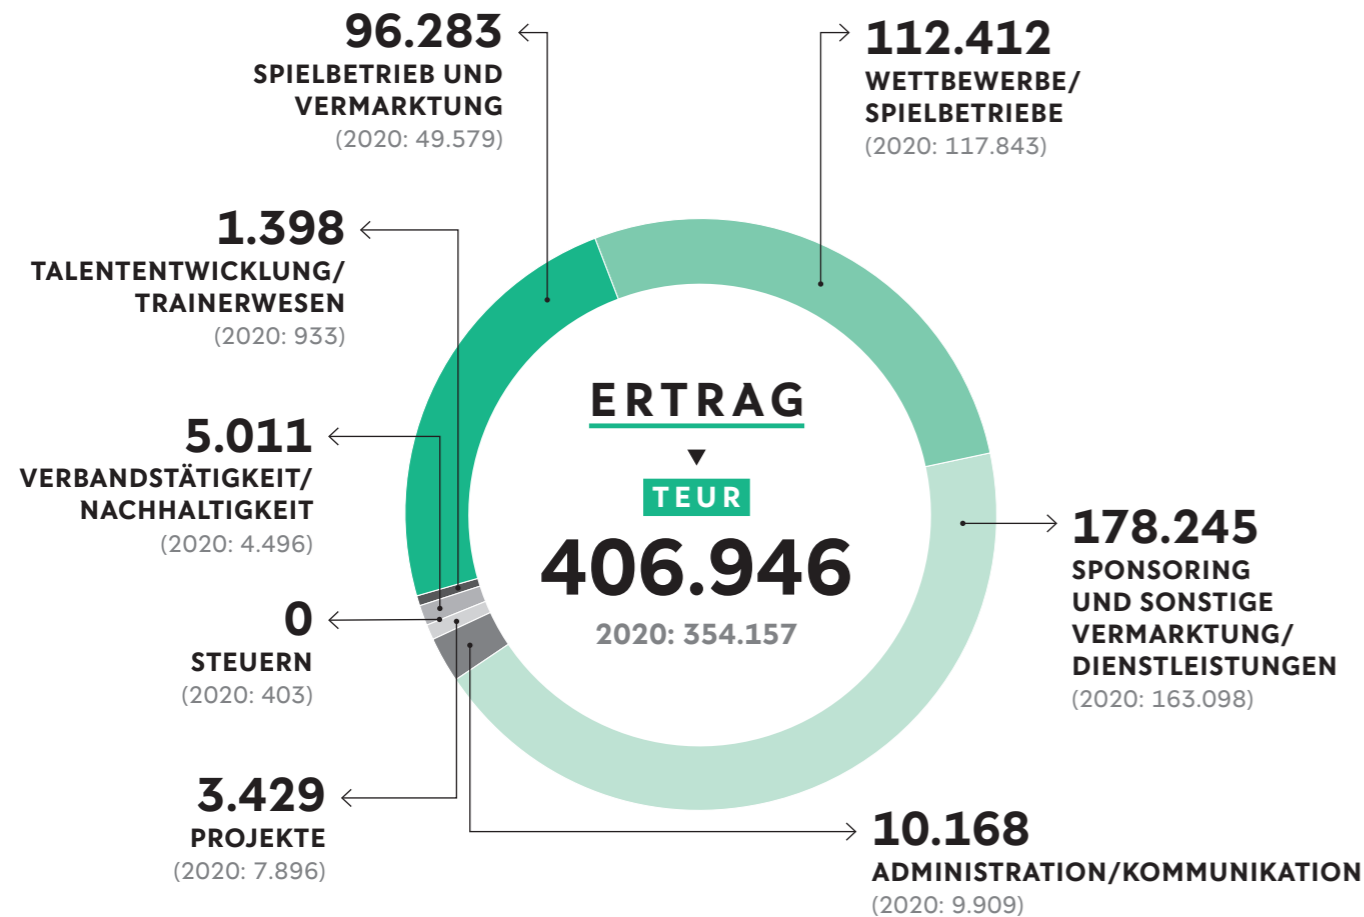 96.283
SPIELBETRIEB UND
VERMARKTUNG
(2020: 49.579)
112.412
WETTBEWERBE/
SPIELBETRIEBE
(2020: 117.843)
1.398
TALENTENTWICKLUNG/
TRAINERWESEN
(2020: 933)
5.011
VERBANDSTÄTIGKEIT/
NACHHALTIGKEIT
(2020: 4.496)
0
STEUERN
(2020: 403)
3.429
PROJEKTE
(2020: 7.896)
ERTRAG
TEUR
406.946
2020: 354.157
178.245
SPONSORING
UND SONSTIGE
VERMARKTUNG/
DIENSTLEISTUNGEN
(2020: 163.098)
10.168
ADMINISTRATION/KOMMUNIKATION
(2020: 9.909)